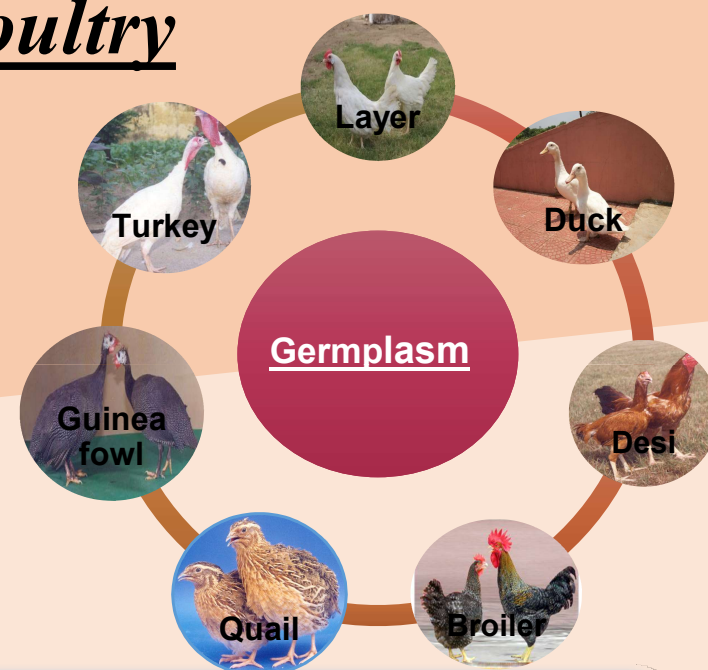 oultry
Layer
Duck
Turkey
Germplasm
Guinea
fowl
Desi
Quail
Broiler